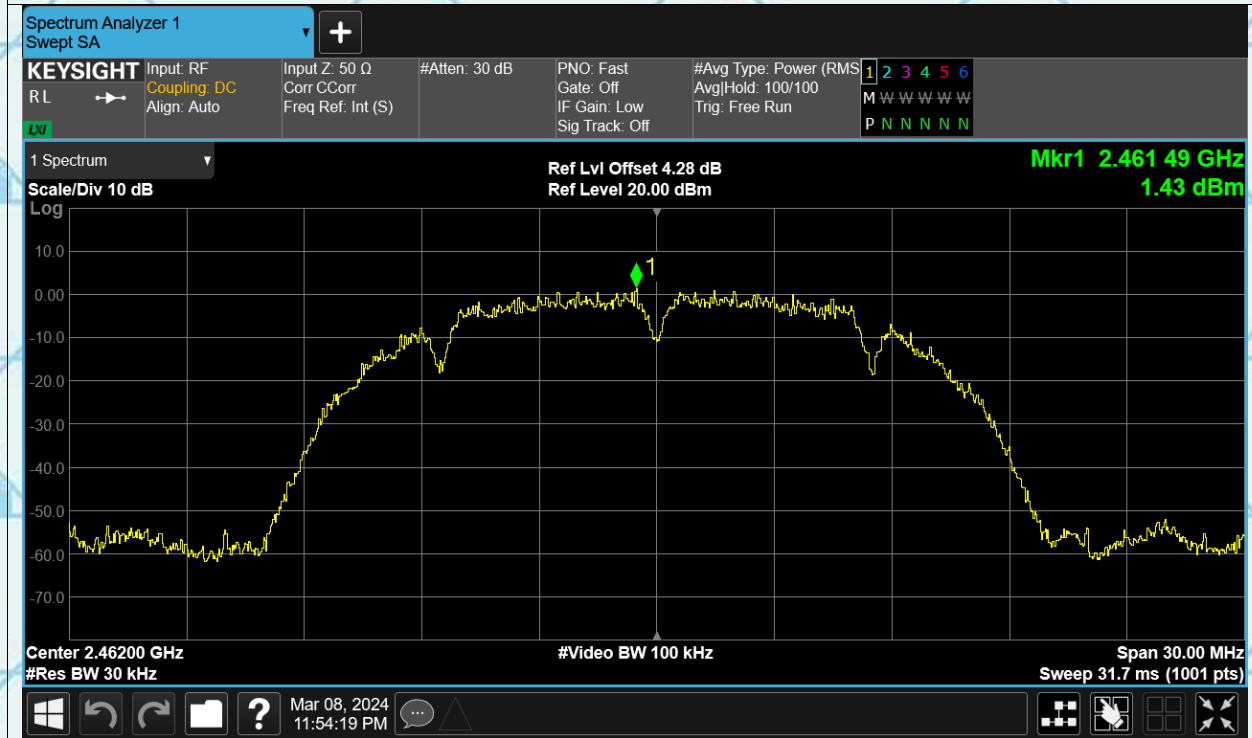 Spectrum Analyzer 1
Swept SA
KEYSIGHT
RL
LXI
Input: RF
Coupling: DC
Align: Auto
Input Z: 50 Ω
Corr CCorr
Freq Ref: Int (S)
#Atten: 30 dB
PNO: Fast
Gate: Off
IF Gain: Low
Sig Track: Off
#Avg Type: Power (RMS
Avg|Hold: 100/100
Trig: Free Run
1 2 3 4 5 6
M W W W W W W
P N N N N N
1 Spectrum
Scale/Div 10 dB
Ref Lvl Offset 4.28 dB
Ref Level 20.00 dBm
Mkr1 2.461 49 GHz
1.43 dBm
Log
10.0
0.00
-10.0
-20.0
-30.0
-40.0
-50.0
-60.0
-70.0
1
Center 2.46200 GHz
#Res BW 30 kHz
#Video BW 100 kHz
Span 30.00 MHz
Sweep 31.7 ms (1001 pts)
?
Mar 08, 2024
11:54:19 PM